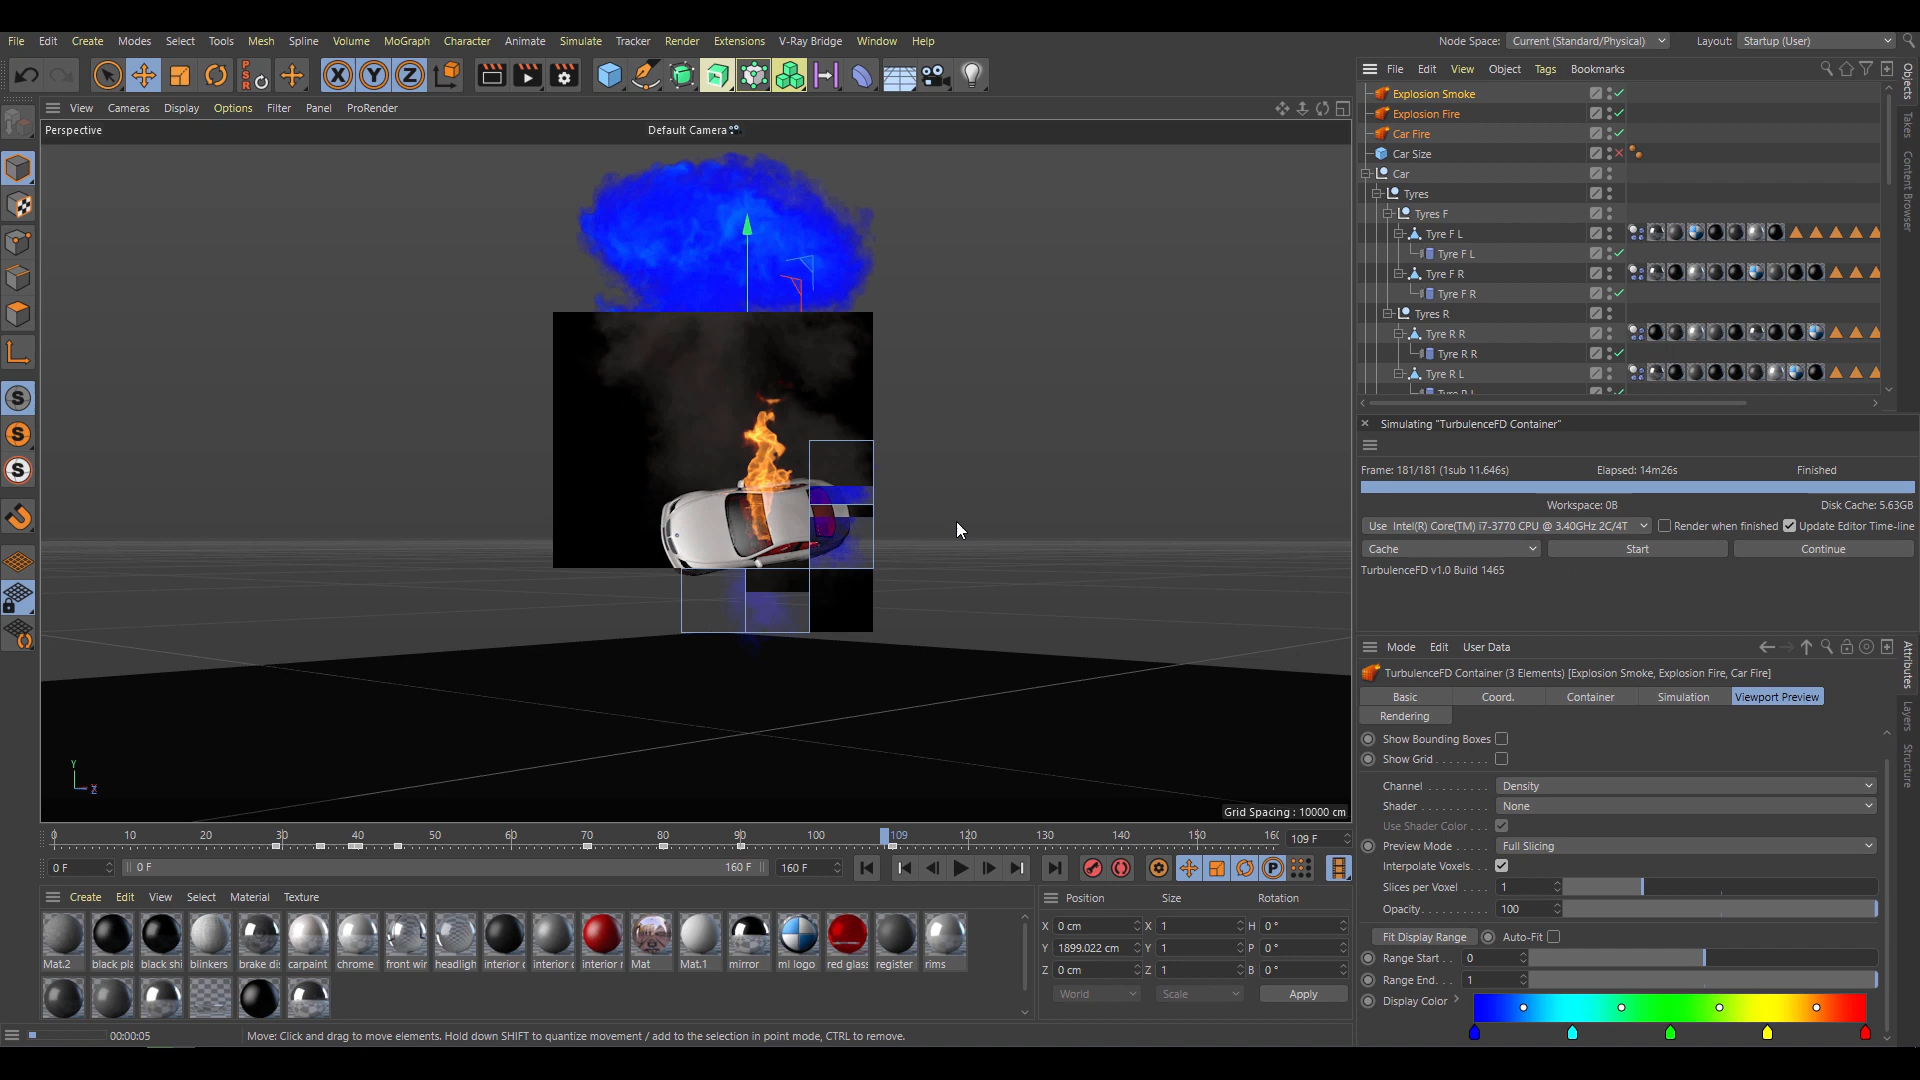 File Edit Create Modes Select Tools Mesh Spline Volume MoGraph Character Animate Simulate Tracker Render Extensions V-Ray Bridge Window Help
Node Space: Current (Standard/Physical) Layout: Startup (User)
PSR X Y Z
File Edit View Object Tags Bookmarks
View Cameras Display Options Filter Panel ProRender
Perspective
Default Camera
Explosion Smoke
Explosion Fire
Car Fire
Car Size
Car
Tyres
Tyres F
Tyre F L
Tyre F L
Tyre F R
Tyre F R
Tyres R
Tyre R R
Tyre R R
Tyre R L
Objects
Takes
Content Browser
S
S
S
Simulating "TurbulenceFD Container"
Frame: 181/181 (1sub 11.646s) Elapsed: 14m26s Finished
Workspace: 0B Disk Cache: 5.63GB
Use Intel(R) Core(TM) i7-3770 CPU @ 3.40GHz 2C/4T Render when finished Update Editor Time-line
Cache Start Continue
TurbulenceFD v1.0 Build 1465
Mode Edit User Data
TurbulenceFD Container (3 Elements) [Explosion Smoke, Explosion Fire, Car Fire]
Basic Coord. Container Simulation Viewport Preview
Rendering
Show Bounding Boxes
Show Grid
Channel Density
Shader None
Use Shader Color
Preview Mode Full Slicing
Interpolate Voxels
Slices per Voxel 1
Opacity 100
Fit Display Range Auto-Fit
Range Start 0
Range End 1
Display Color
Attributes
Layers
Structure
Y
Z
Grid Spacing : 10000 cm
0 10 20 30 40 50 60 70 80 90 100 109 120 130 140 150 160 109 F
0 F 0 F 160 F 160 F
P
Create Edit View Select Material Texture
Position Size Rotation
X 0 cm X 1 H 0 °
Y 1899.022 cm Y 1 P 0 °
Z 0 cm Z 1 B 0 °
World Scale Apply
Mat.2 black pla black shi blinkers brake dis carpaint chrome front wir headligh interior c interior c interior r Mat Mat.1 mirror ml logo red glass register rims
00:00:05 Move: Click and drag to move elements. Hold down SHIFT to quantize movement / add to the selection in point mode, CTRL to remove.